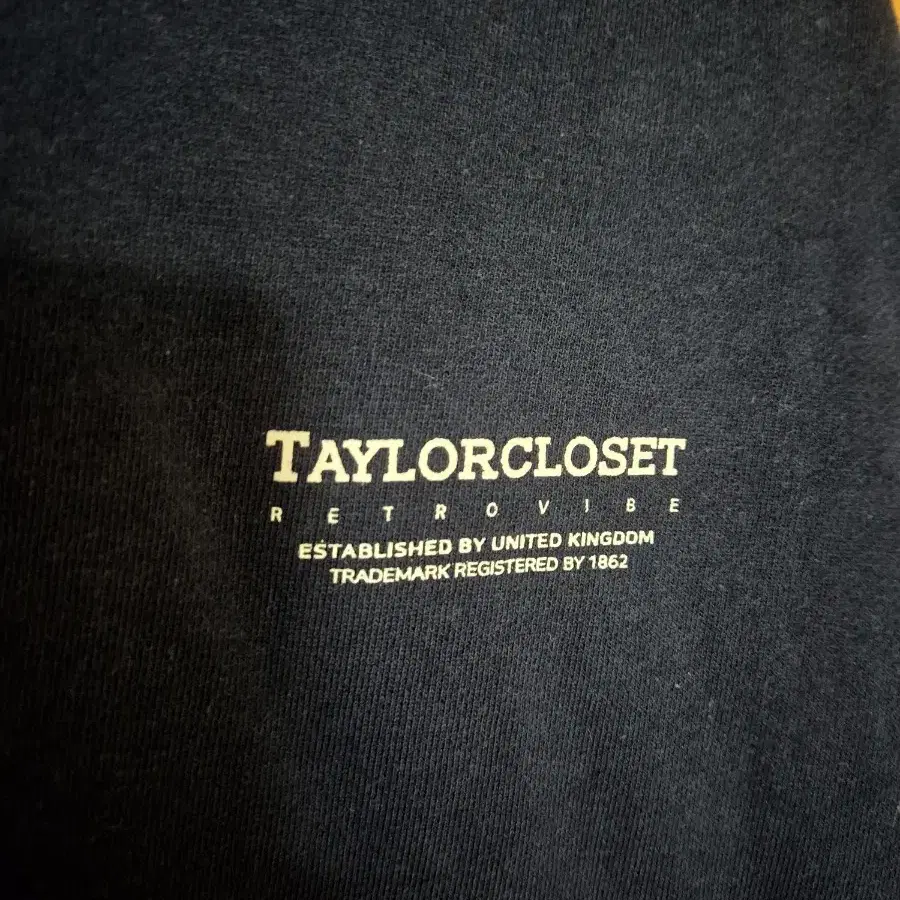 TAYLORCLOSET
RETROVIBE
ESTABLISHED BY UNITED KINGDOM
TRADEMARK REGISTERED BY 1862